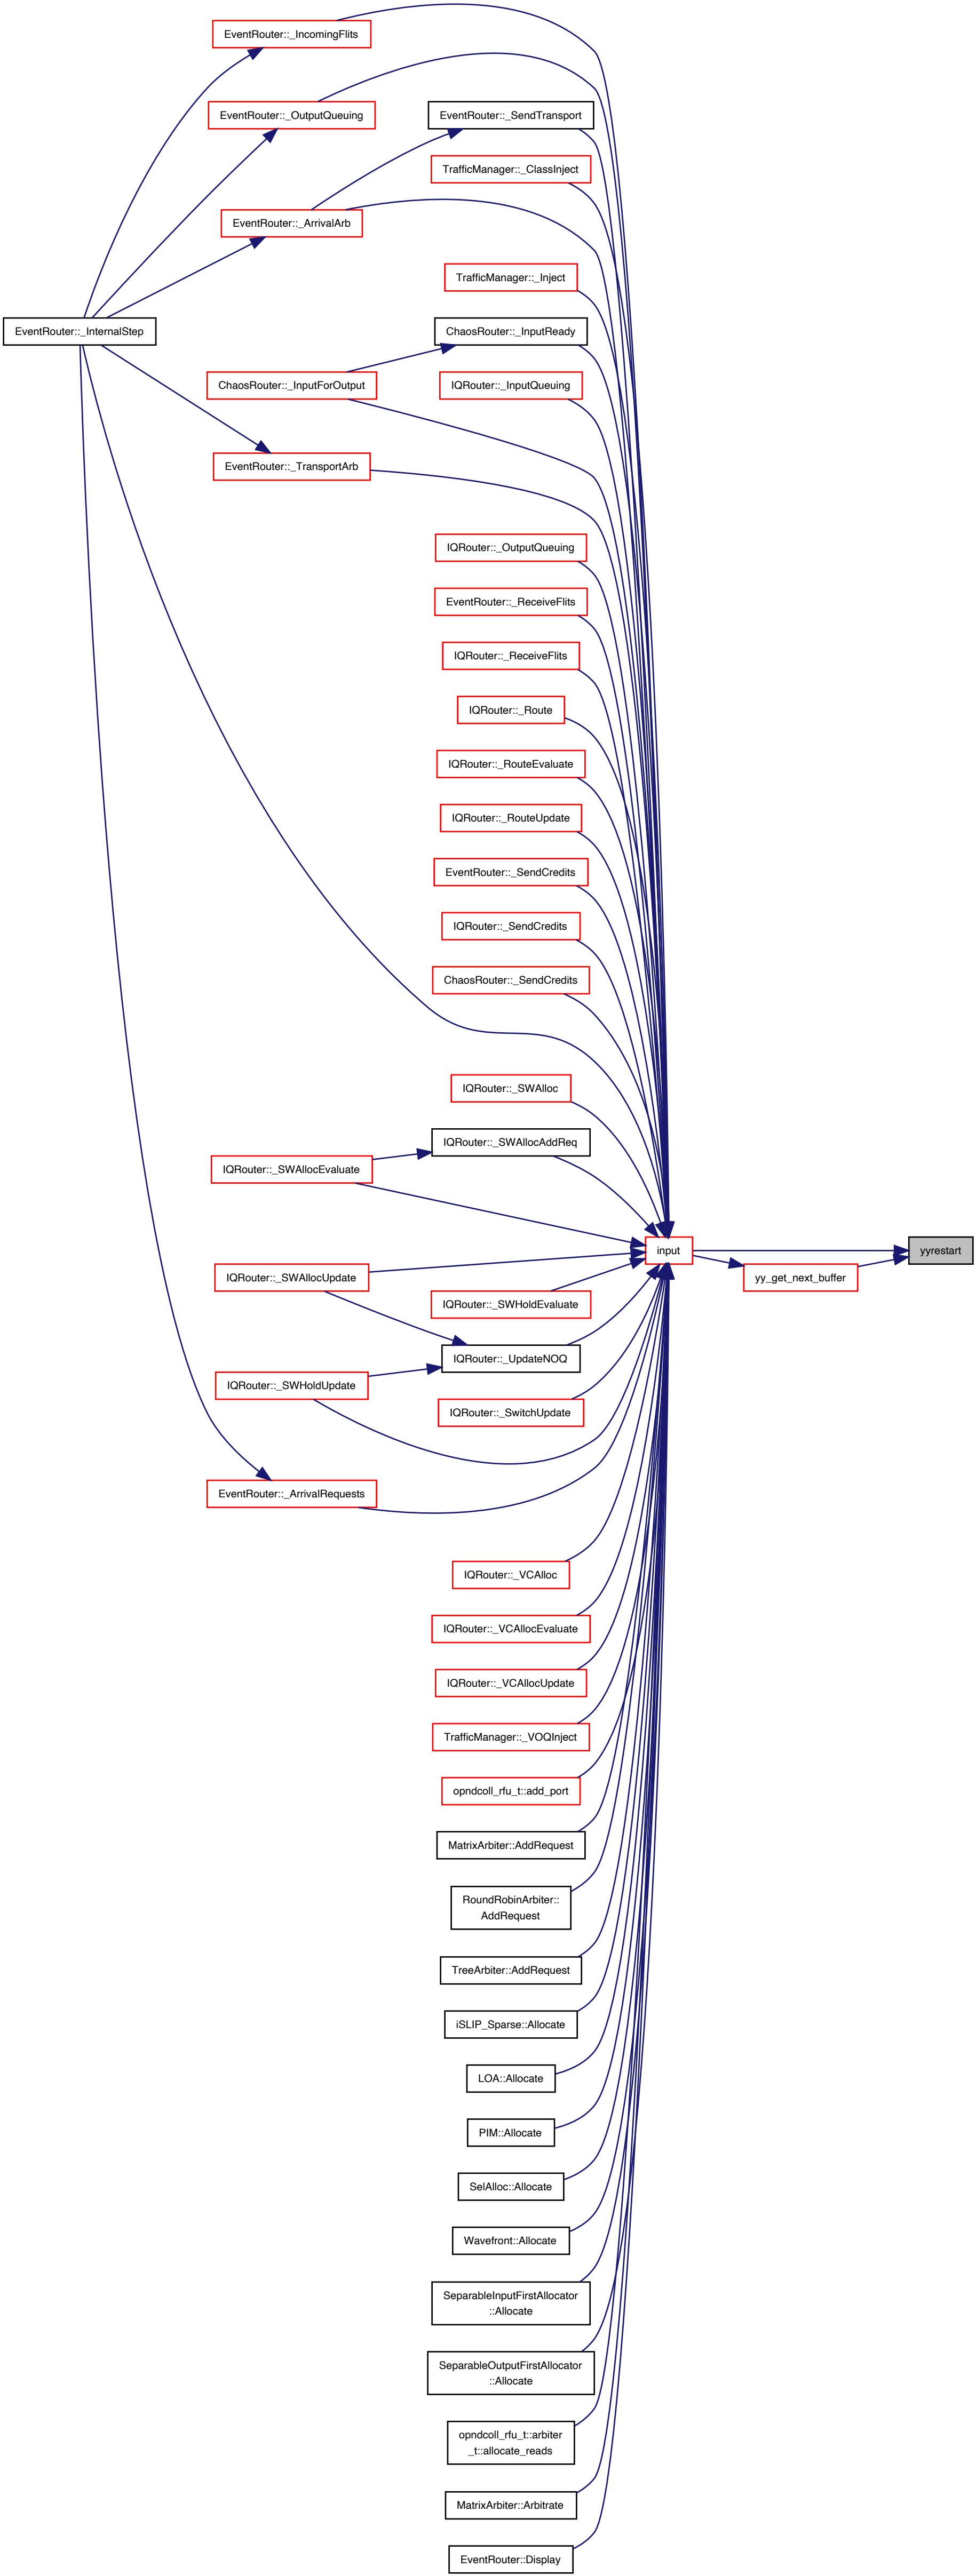 EventRouter::_IncomingFlits
EventRouter::_OutputQueuing
EventRouter::_SendTransport
TrafficManager::_ClassInject
EventRouter::_ArrivalArb
TrafficManager::_Inject
EventRouter::_InternalStep
ChaosRouter::_InputReady
ChaosRouter::_InputForOutput
IQRouter::_InputQueuing
EventRouter::_TransportArb
IQRouter::_OutputQueuing
EventRouter::_ReceiveFlits
IQRouter::_ReceiveFlits
IQRouter::_Route
IQRouter::_RouteEvaluate
IQRouter::_RouteUpdate
EventRouter::_SendCredits
IQRouter::_SendCredits
ChaosRouter::_SendCredits
IQRouter::_SWAlloc
IQRouter::_SWAllocAddReq
IQRouter::_SWAllocEvaluate
input
yyrestart
IQRouter::_SWAllocUpdate
yy_get_next_buffer
IQRouter::_SWHoldEvaluate
IQRouter::_UpdateNOQ
IQRouter::_SWHoldUpdate
IQRouter::_SwitchUpdate
EventRouter::_ArrivalRequests
IQRouter::_VCAlloc
IQRouter::_VCAllocEvaluate
IQRouter::_VCAllocUpdate
TrafficManager::_VOQInject
opndcoll_rfu_t::add_port
MatrixArbiter::AddRequest
RoundRobinArbiter::
AddRequest
TreeArbiter::AddRequest
iSLIP_Sparse::Allocate
LOA::Allocate
PIM::Allocate
SelAlloc::Allocate
Wavefront::Allocate
SeparableInputFirstAllocator
::Allocate
SeparableOutputFirstAllocator
::Allocate
opndcoll_rfu_t::arbiter
_t::allocate_reads
MatrixArbiter::Arbitrate
EventRouter::Display